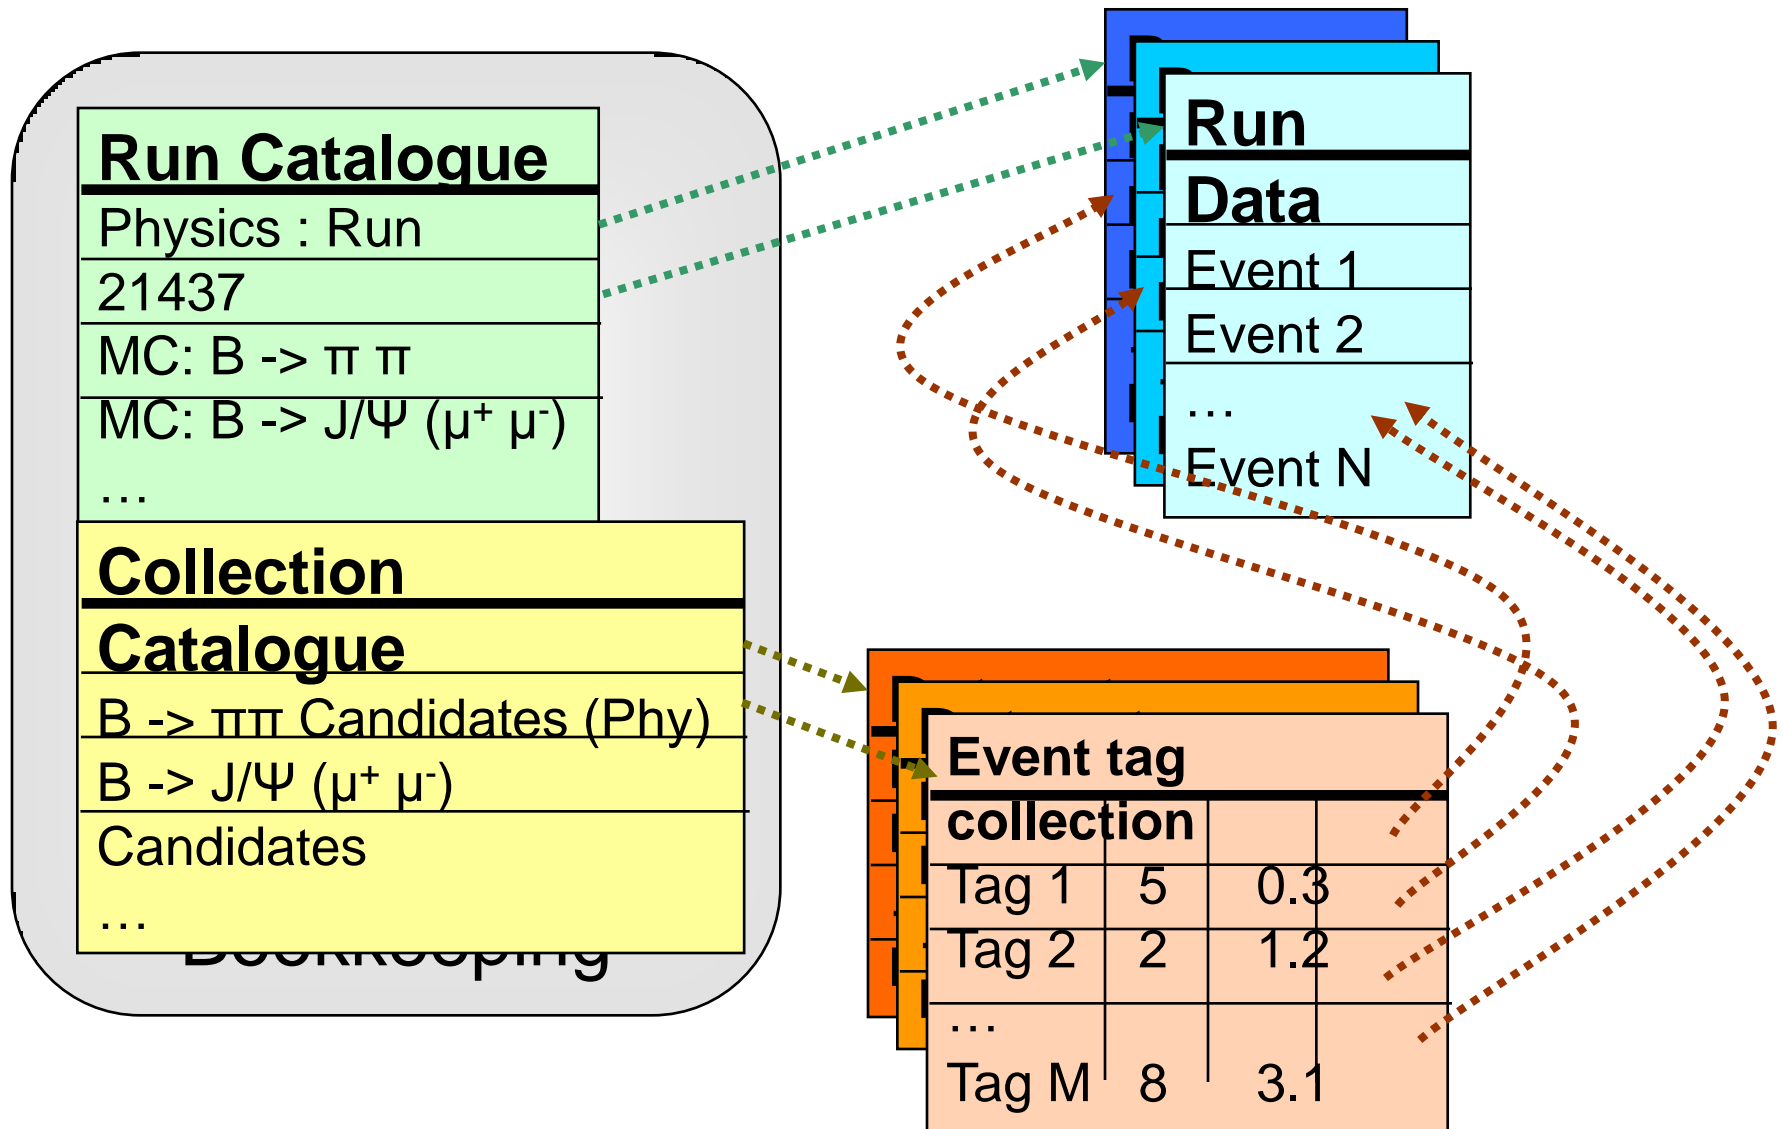 Run Catalogue
Physics : Run
21437
MC: B -> π π
MC: B -> J/Ψ (μ+ μ-)
…
Collection
Catalogue
B -> ππ Candidates (Phy)
B -> J/Ψ (μ+ μ-)
Candidates
…
Bookkeeping
Run
Data
Event 1
Event 2
…
Event N
Event tag
collection
Tag 1 5 0.3
Tag 2 2 1.2
…
Tag M 8 3.1